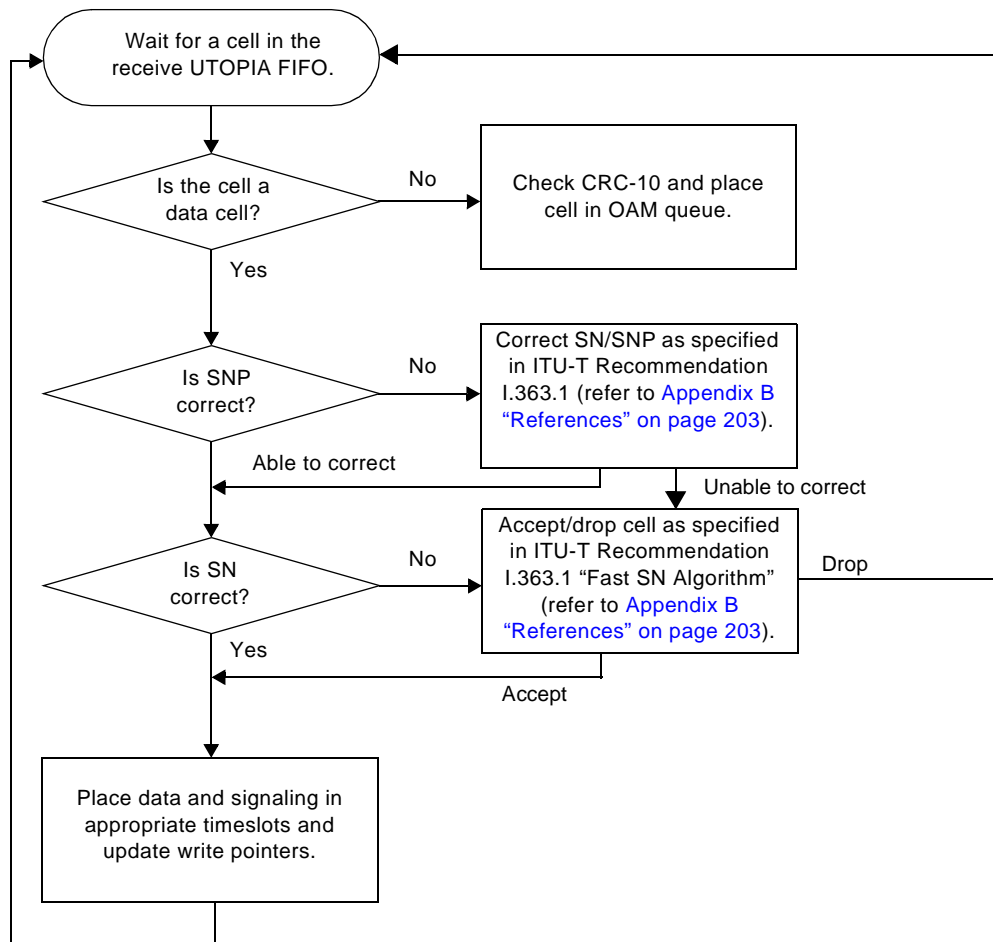 Wait for a cell in the
receive UTOPIA FIFO.
Is the cell a
data cell?
No
Check CRC-10 and place
cell in OAM queue.
Yes
Is SNP
correct?
No
Correct SN/SNP as specified
in ITU-T Recommendation
I.363.1 (refer to Appendix B
“References” on page 203).
Able to correct
Unable to correct
Is SN
correct?
No
Accept/drop cell as specified
in ITU-T Recommendation
I.363.1 “Fast SN Algorithm”
(refer to Appendix B
“References” on page 203).
Drop
Yes
Accept
Place data and signaling in
appropriate timeslots and
update write pointers.